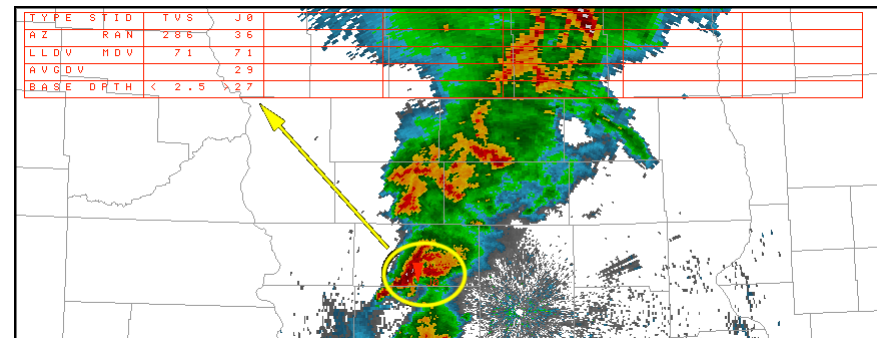 TYPE STID TVS J0
AZ RAN 286 36
LLDV MDV 71 71
AVGDV 29
BASE DPTH < 2.5 >27